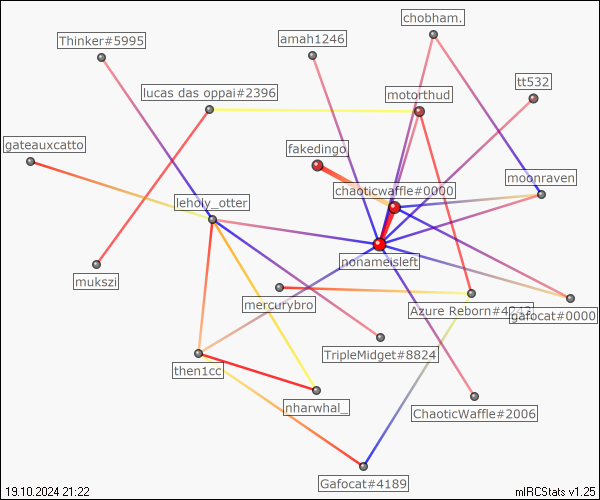 chobham.
Thinker#5995
amah1246
tt532
lucas das oppai#2396
motorthud
gateauxcatto
fakedingo
moonraven
chaoticwaffle#0000
leholy_otter
nonameisleft
mukszi
mercurybro
Azure Reborn#4243
gafocat#0000
TripleMidget#8824
then1cc
nharwhal_
ChaoticWaffle#2006
Gafocat#4189
19.10.2024 21:22
mIRCStats v1.25